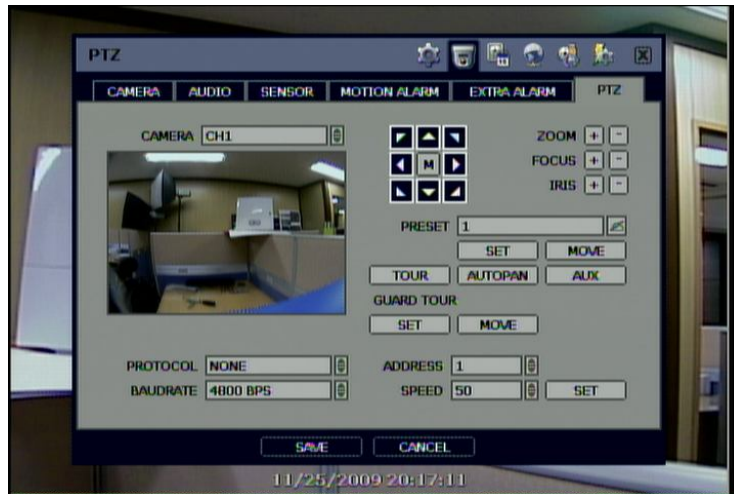 PTZ
CAMERA AUDIO SENSOR MOTION ALARM EXTRA ALARM PTZ
CAMERA CH1
M
ZOOM + -
FOCUS + -
IRIS + -
PRESET 1
SET MOVE
TOUR AUTOPAN AUX
GUARD TOUR
SET MOVE
PROTOCOL NONE
ADDRESS 1
BAUDRATE 4800 BPS
SPEED 50 SET
SAVE CANCEL
11/25/2009 20:17:11